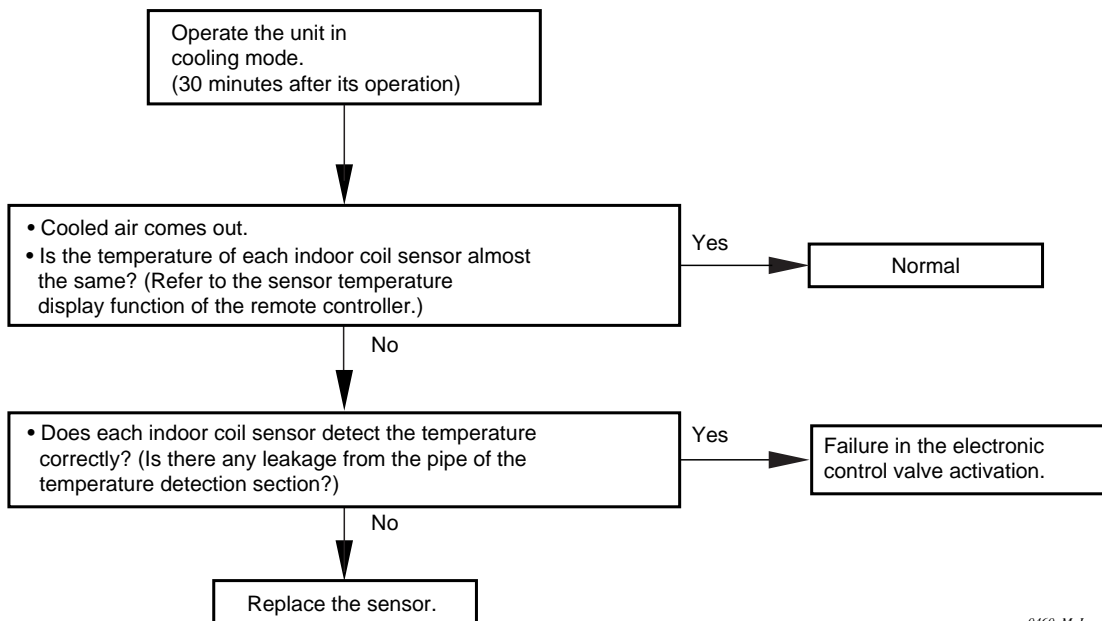 Operate the unit in
cooling mode.
(30 minutes after its operation)
• Cooled air comes out.
• Is the temperature of each indoor coil sensor almost
the same? (Refer to the sensor temperature
display function of the remote controller.)
Yes
Normal
No
• Does each indoor coil sensor detect the temperature
correctly? (Is there any leakage from the pipe of the
temperature detection section?)
Yes
Failure in the electronic
control valve activation.
No
Replace the sensor.